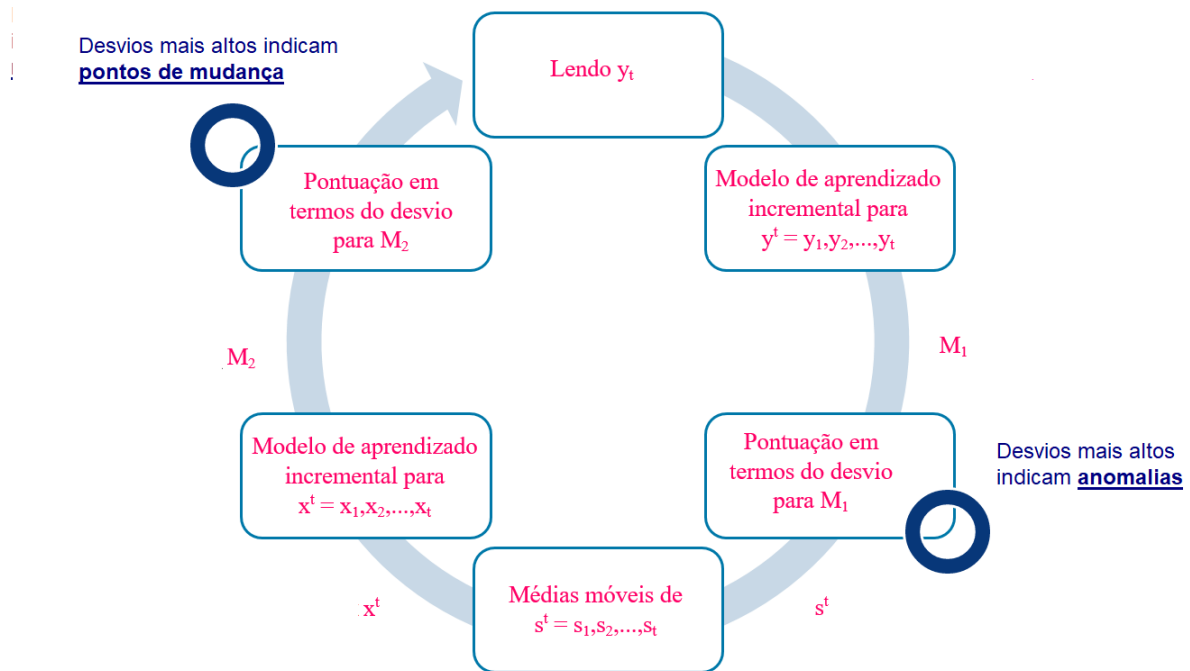 Desvios mais altos indicam
pontos de mudança
Lendo yₜ
Modelo de aprendizado
incremental para
yᵗ = y₁,y₂,...,yₜ
M₁
Pontuação em
termos do desvio
para M₁
Desvios mais altos
indicam anomalias
sᵗ
Médias móveis de
sᵗ = s₁,s₂,...,sₜ
xᵗ
Modelo de aprendizado
incremental para
xᵗ = x₁,x₂,...,xₜ
M₂
Pontuação em
termos do desvio
para M₂